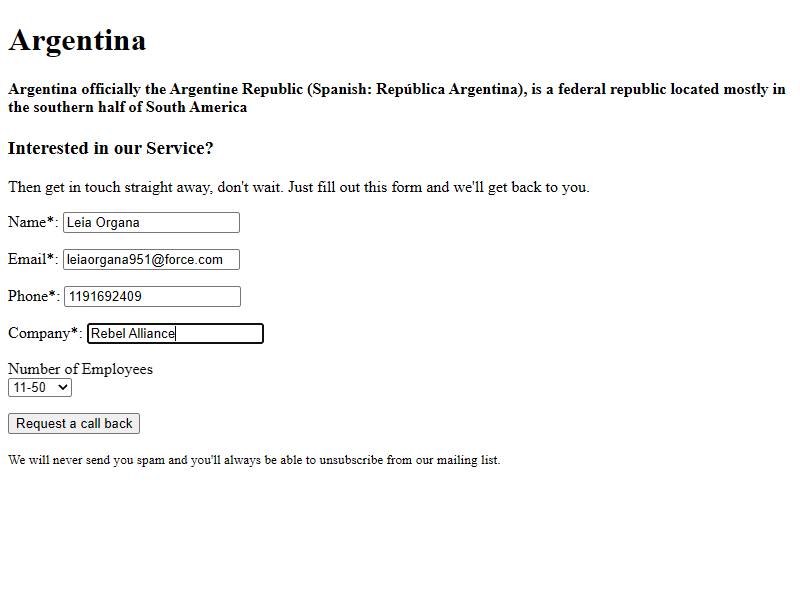 Argentina
Argentina officially the Argentine Republic (Spanish: República Argentina), is a federal republic located mostly in
the southern half of South America
Interested in our Service?
Then get in touch straight away, don't wait. Just fill out this form and we'll get back to you.
Name*: Leia Organa
Email*: leiaorgana951@force.com
Phone*: 1191692409
Company*: Rebel Alliance
Number of Employees
11-50
Request a call back
We will never send you spam and you'll always be able to unsubscribe from our mailing list.